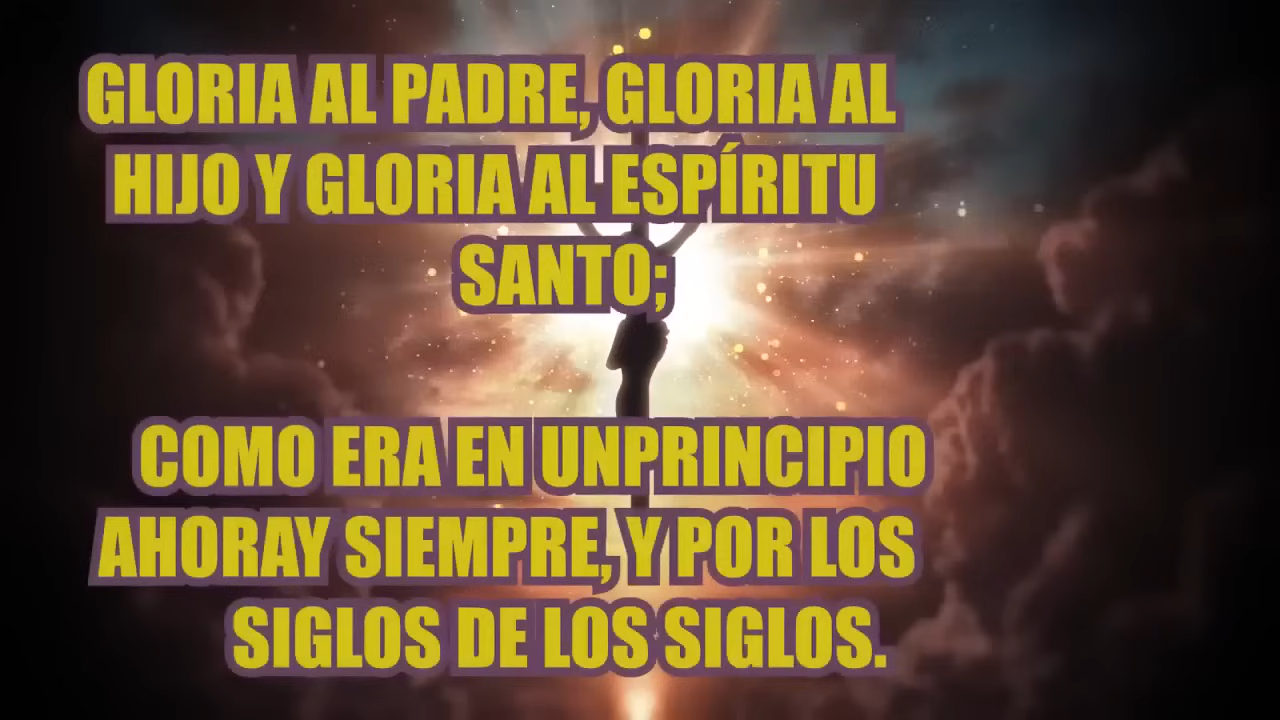 GLORIA AL PADRE, GLORIA AL
HIJO Y GLORIA AL ESPÍRITU
SANTO;
COMO ERA EN UNPRINCIPIO
AHORAY SIEMPRE, Y POR LOS
SIGLOS DE LOS SIGLOS.